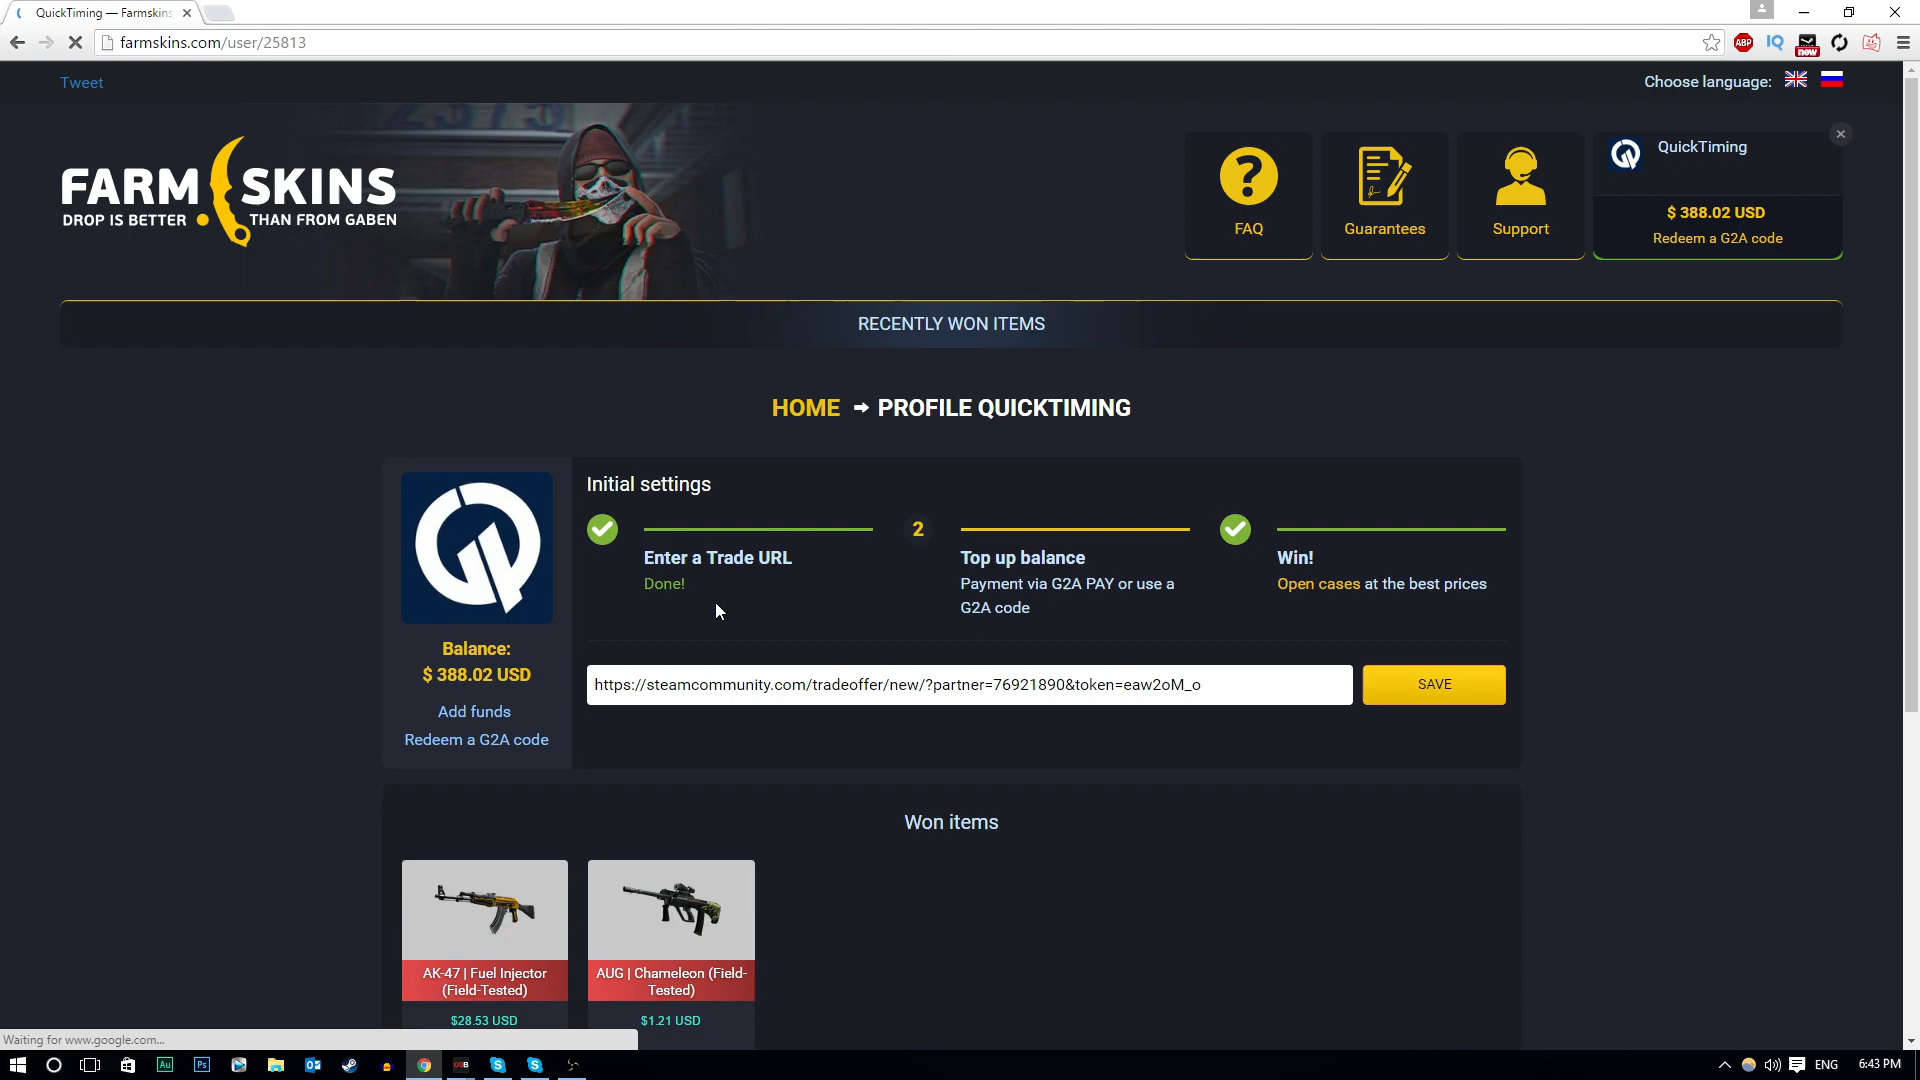 QuickTiming — Farmskins
farmskins.com/user/25813
ABP
IQ
new
Tweet
Choose language:
FARM SKINS
DROP IS BETTER THAN FROM GABEN
FAQ
Guarantees
Support
QuickTiming
$ 388.02 USD
Redeem a G2A code
RECENTLY WON ITEMS
HOME ➡ PROFILE QUICKTIMING
Initial settings
2
Enter a Trade URL
Done!
Top up balance
Payment via G2A PAY or use a
G2A code
Win!
Open cases at the best prices
Balance:
$ 388.02 USD
Add funds
Redeem a G2A code
https://steamcommunity.com/tradeoffer/new/?partner=76921890&token=eaw2oM_o
SAVE
Won items
AK-47 | Fuel Injector
(Field-Tested)
$28.53 USD
AUG | Chameleon (Field-
Tested)
$1.21 USD
Waiting for www.google.com...
Au
Ps
ENG
6:43 PM